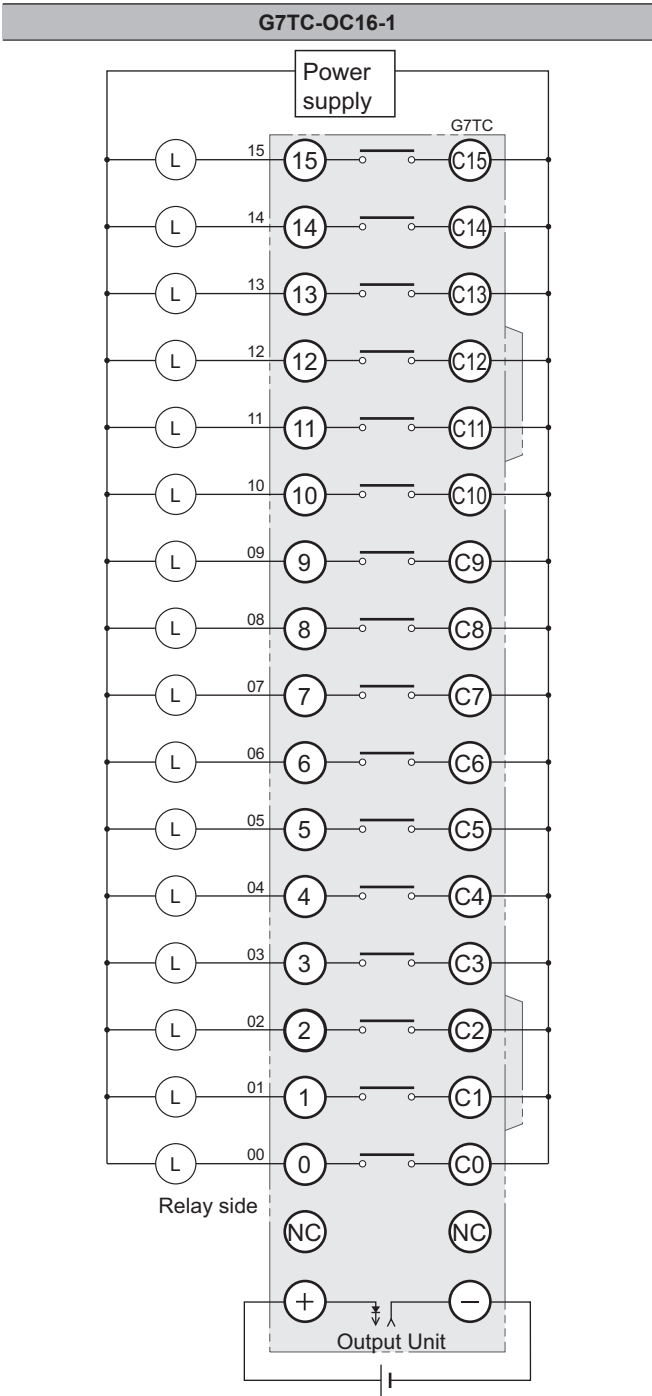 G7TC-OC16-1
Power
supply
G7TC
L 15 15 C15
L 14 14 C14
L 13 13 C13
L 12 12 C12
L 11 11 C11
L 10 10 C10
L 09 9 C9
L 08 8 C8
L 07 7 C7
L 06 6 C6
L 05 5 C5
L 04 4 C4
L 03 3 C3
L 02 2 C2
L 01 1 C1
L 00 0 C0
Relay side
NC NC
+ −
Output Unit